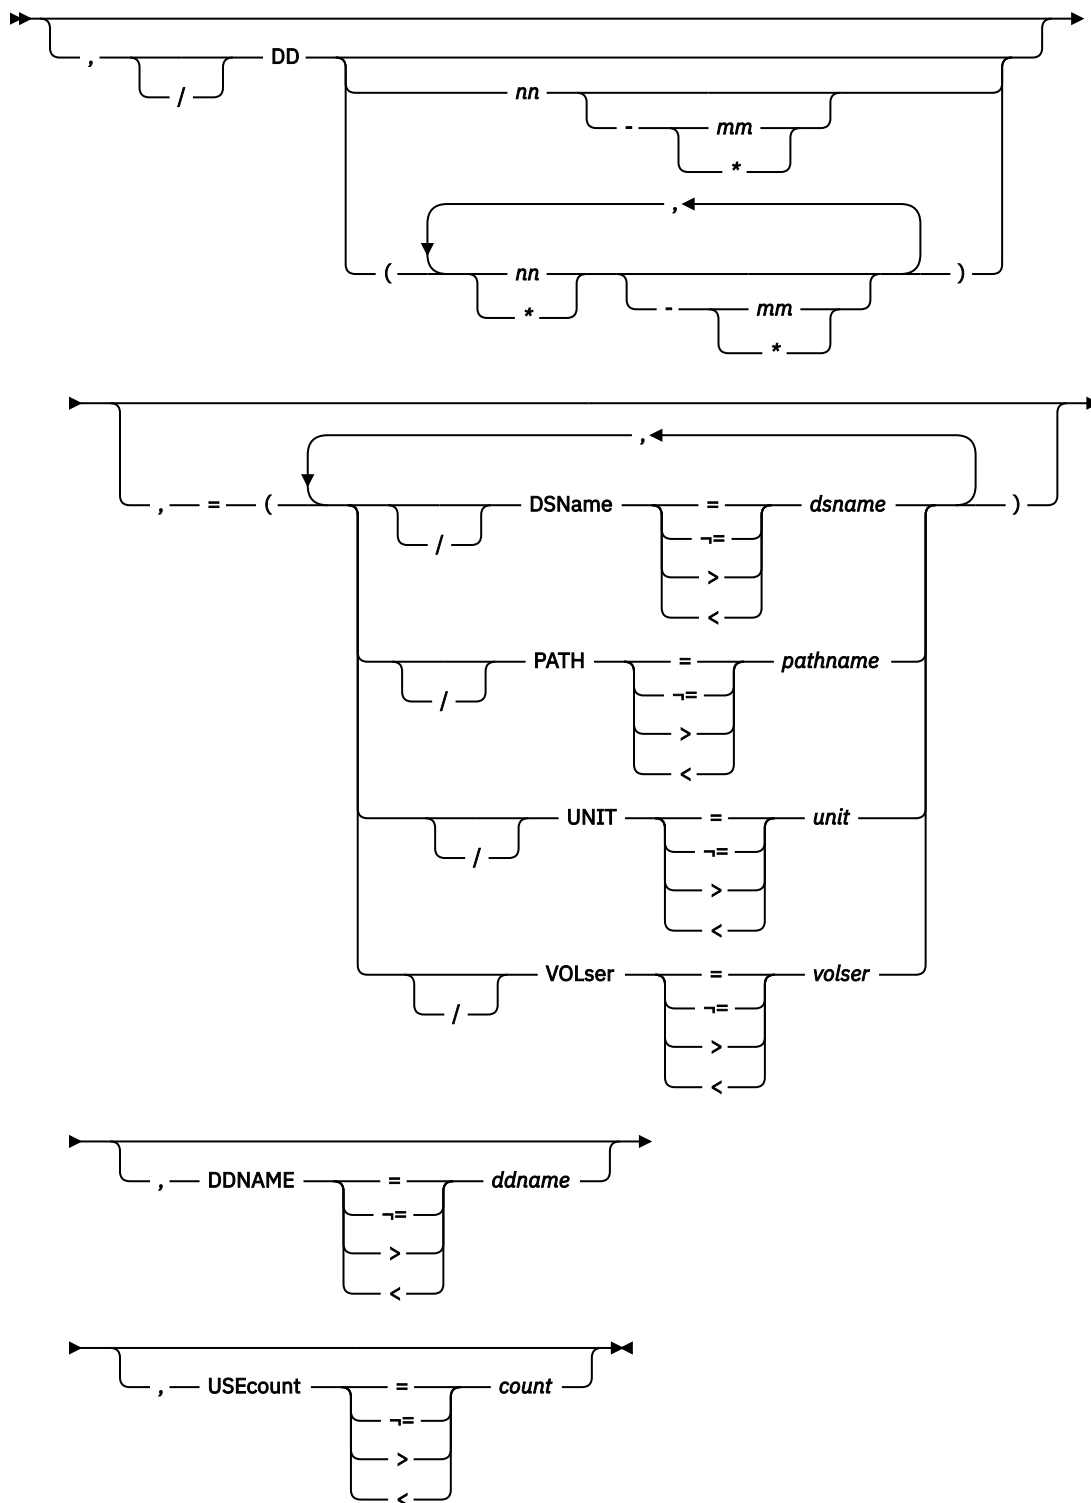 , DD
/
nn
- mm
*
,
( nn )
- mm
*
*
,
, = ( DSName = dsname )
/
¬=
>
<
PATH = pathname
/
¬=
>
<
UNIT = unit
/
¬=
>
<
VOLser = volser
/
¬=
>
<
, DDNAME = ddname
¬=
>
<
, USEcount = count
¬=
>
<